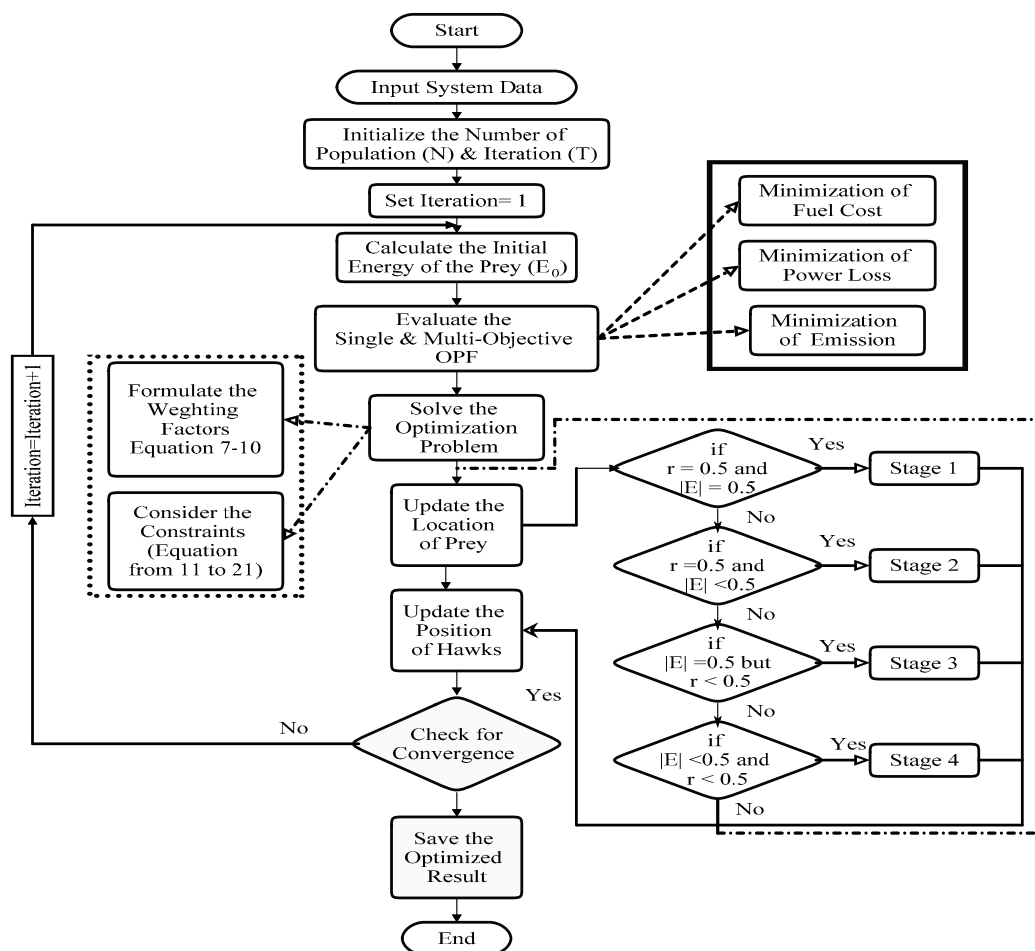 Start
Input System Data
Initialize the Number of
Population (N) & Iteration (T)
Set Iteration= 1
Calculate the Initial
Energy of the Prey (E₀)
Evaluate the
Single & Multi-Objective
OPF
Minimization of
Fuel Cost
Minimization of
Power Loss
Minimization
of Emission
Iteration=Iteration+1
Formulate the
Weghting
Factors
Equation 7-10
Consider the
Constraints
(Equation
from 11 to 21)
Solve the
Optimization
Problem
Update the
Location
of Prey
Update the
Position
of Hawks
if
r = 0.5 and
|E| = 0.5
Yes
Stage 1
No
if
r =0.5 and
|E| <0.5
Yes
Stage 2
No
if
|E| =0.5 but
r < 0.5
Yes
Stage 3
No
if
|E| <0.5 and
r < 0.5
Yes
Stage 4
No
Yes
No
Check for
Convergence
Save the
Optimized
Result
End